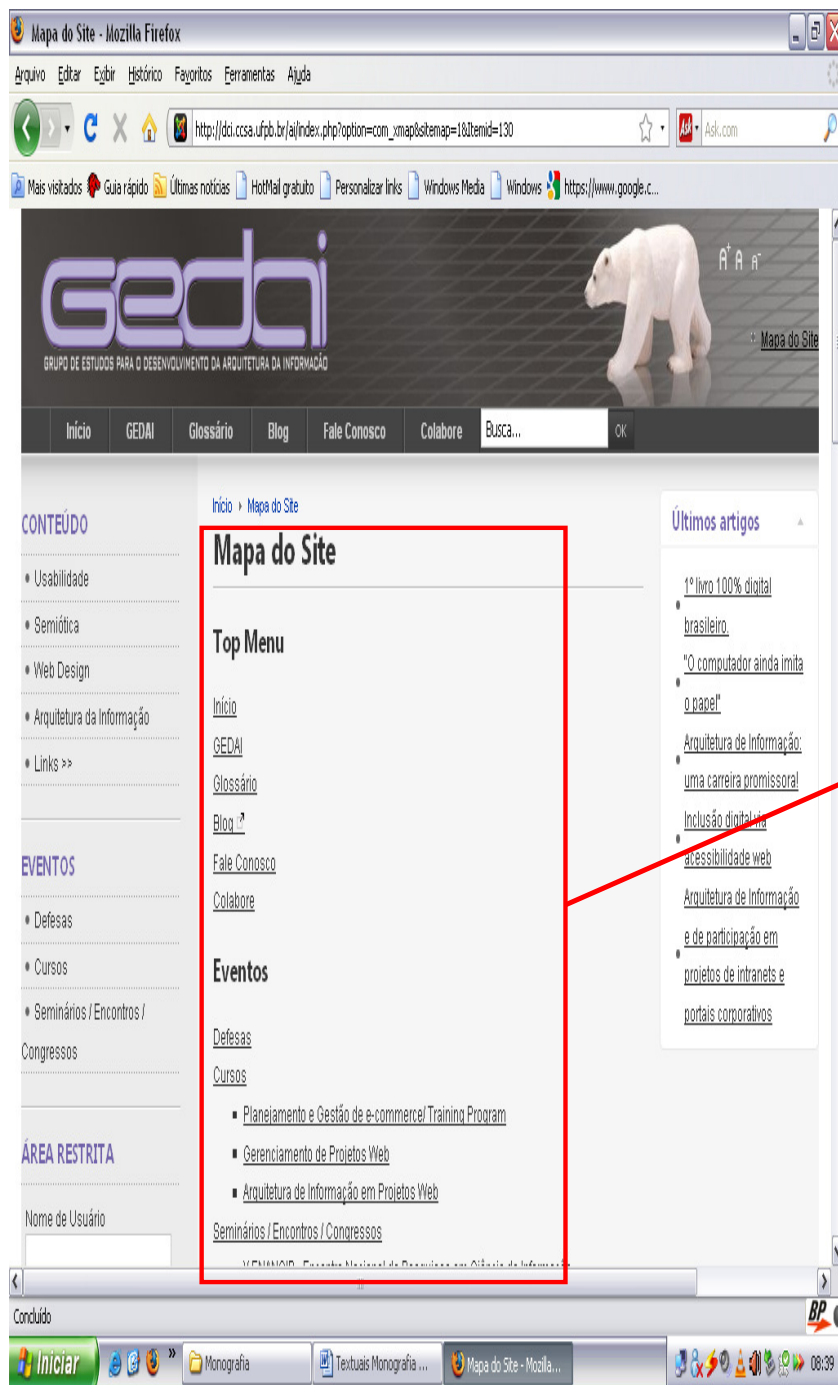 Mapa do Site - Mozilla Firefox
Arquivo Editar Exibir Histórico Favoritos Ferramentas Ajuda
http://dci.ccsa.ufpb.br/ai/index.php?option=com_xmap&sitemap=1&Itemid=130
Ask Ask.com
Mais visitados Guia rápido Últimas notícias HotMail gratuito Personalizar links Windows Media Windows https://www.google.c...
Gedai
GRUPO DE ESTUDOS PARA O DESENVOLVIMENTO DA ARQUITETURA DA INFORMAÇÃO
A+ A A-
Mapa do Site
Início GEDAI Glossário Blog Fale Conosco Colabore Busca... OK
CONTEÚDO
• Usabilidade
• Semiótica
• Web Design
• Arquitetura da Informação
• Links >>
EVENTOS
• Defesas
• Cursos
• Seminários / Encontros /
Congressos
ÁREA RESTRITA
Nome de Usuário
Início Mapa do Site
Mapa do Site
Top Menu
Início
GEDAI
Glossário
Blog
Fale Conosco
Colabore
Eventos
Defesas
Cursos
Planejamento e Gestão de e-commerce/ Training Program
Gerenciamento de Projetos Web
Arquitetura de Informação em Projetos Web
Seminários / Encontros / Congressos
Últimos artigos
1º livro 100% digital
brasileiro.
"O computador ainda imita
o papel"
Arquitetura de Informação:
uma carreira promissora!
Inclusão digital via
acessibilidade web
Arquitetura de Informação
e de participação em
projetos de intranets e
portais corporativos
Concluído
BP
Iniciar » Monografia Textuais Monografia ... Mapa do Site - Mozilla... 08:39